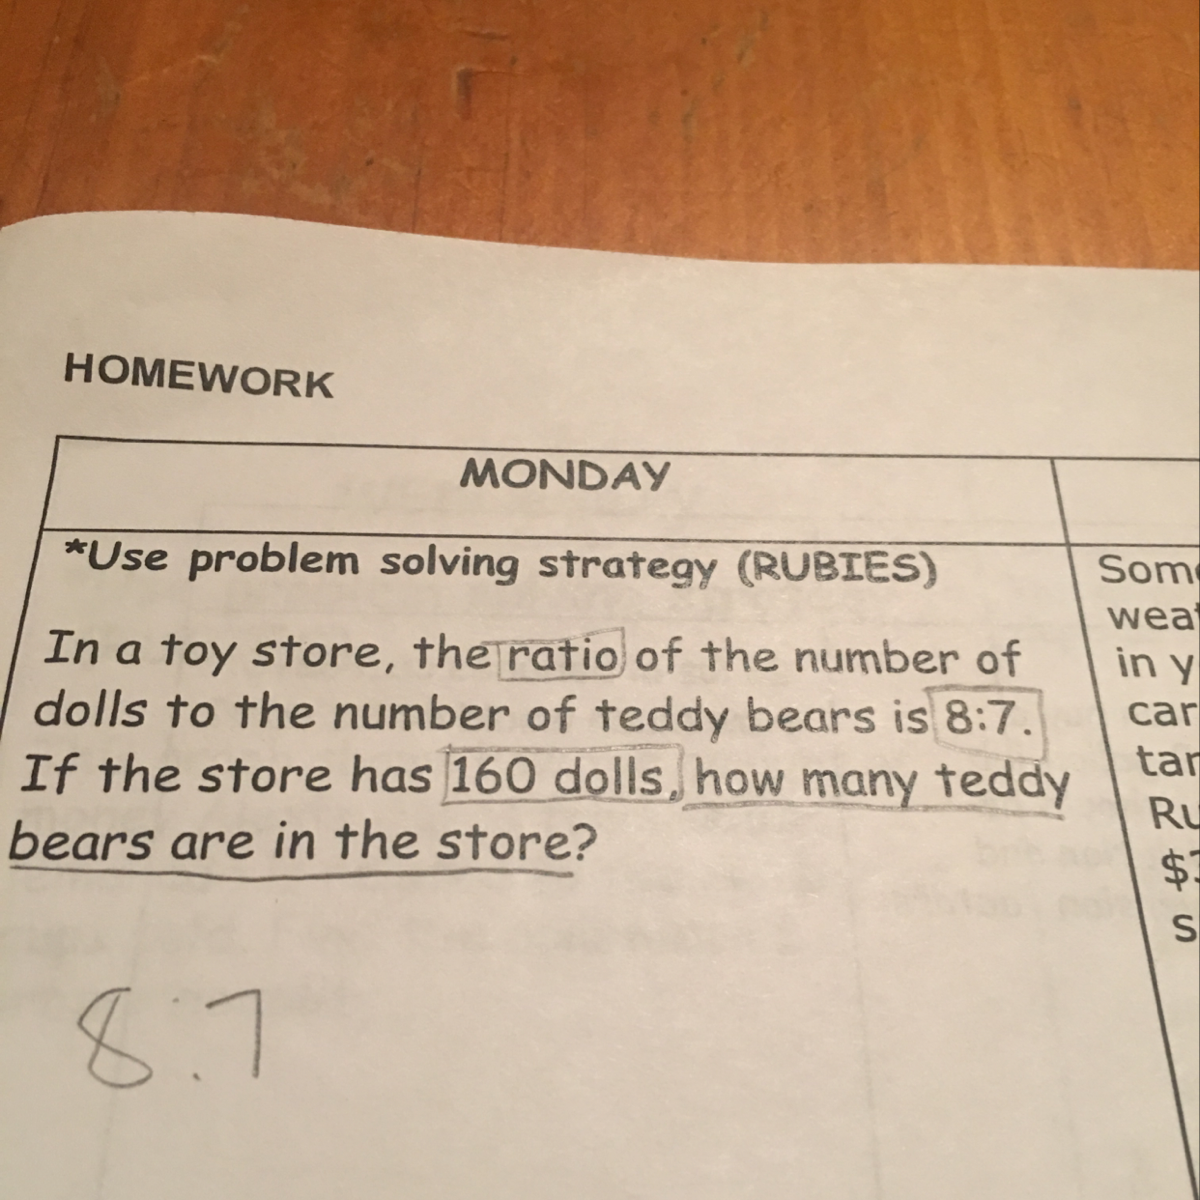 HOMEWORK
MONDAY
*Use problem solving strategy (RUBIES)
In a toy store, the ratio of the number of
dolls to the number of teddy bears is 8:7.
If the store has 160 dolls, how many teddy
bears are in the store?
8:7
in y
Ru